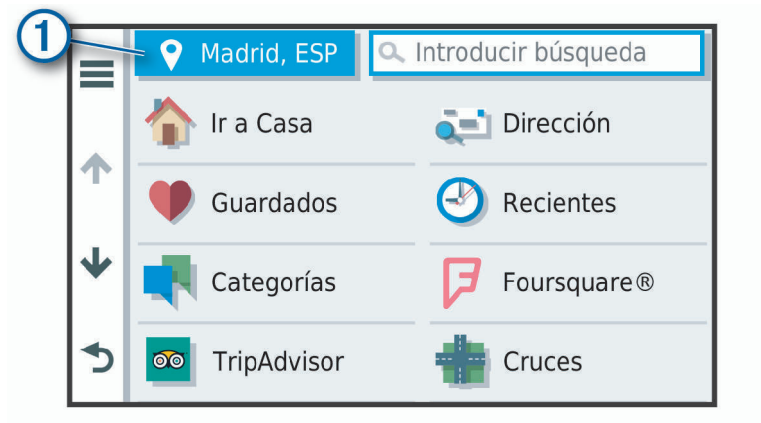 1
Madrid, ESP
Introducir búsqueda
Ir a Casa
Dirección
Guardados
Recientes
Categorías
Foursquare®
TripAdvisor
Cruces